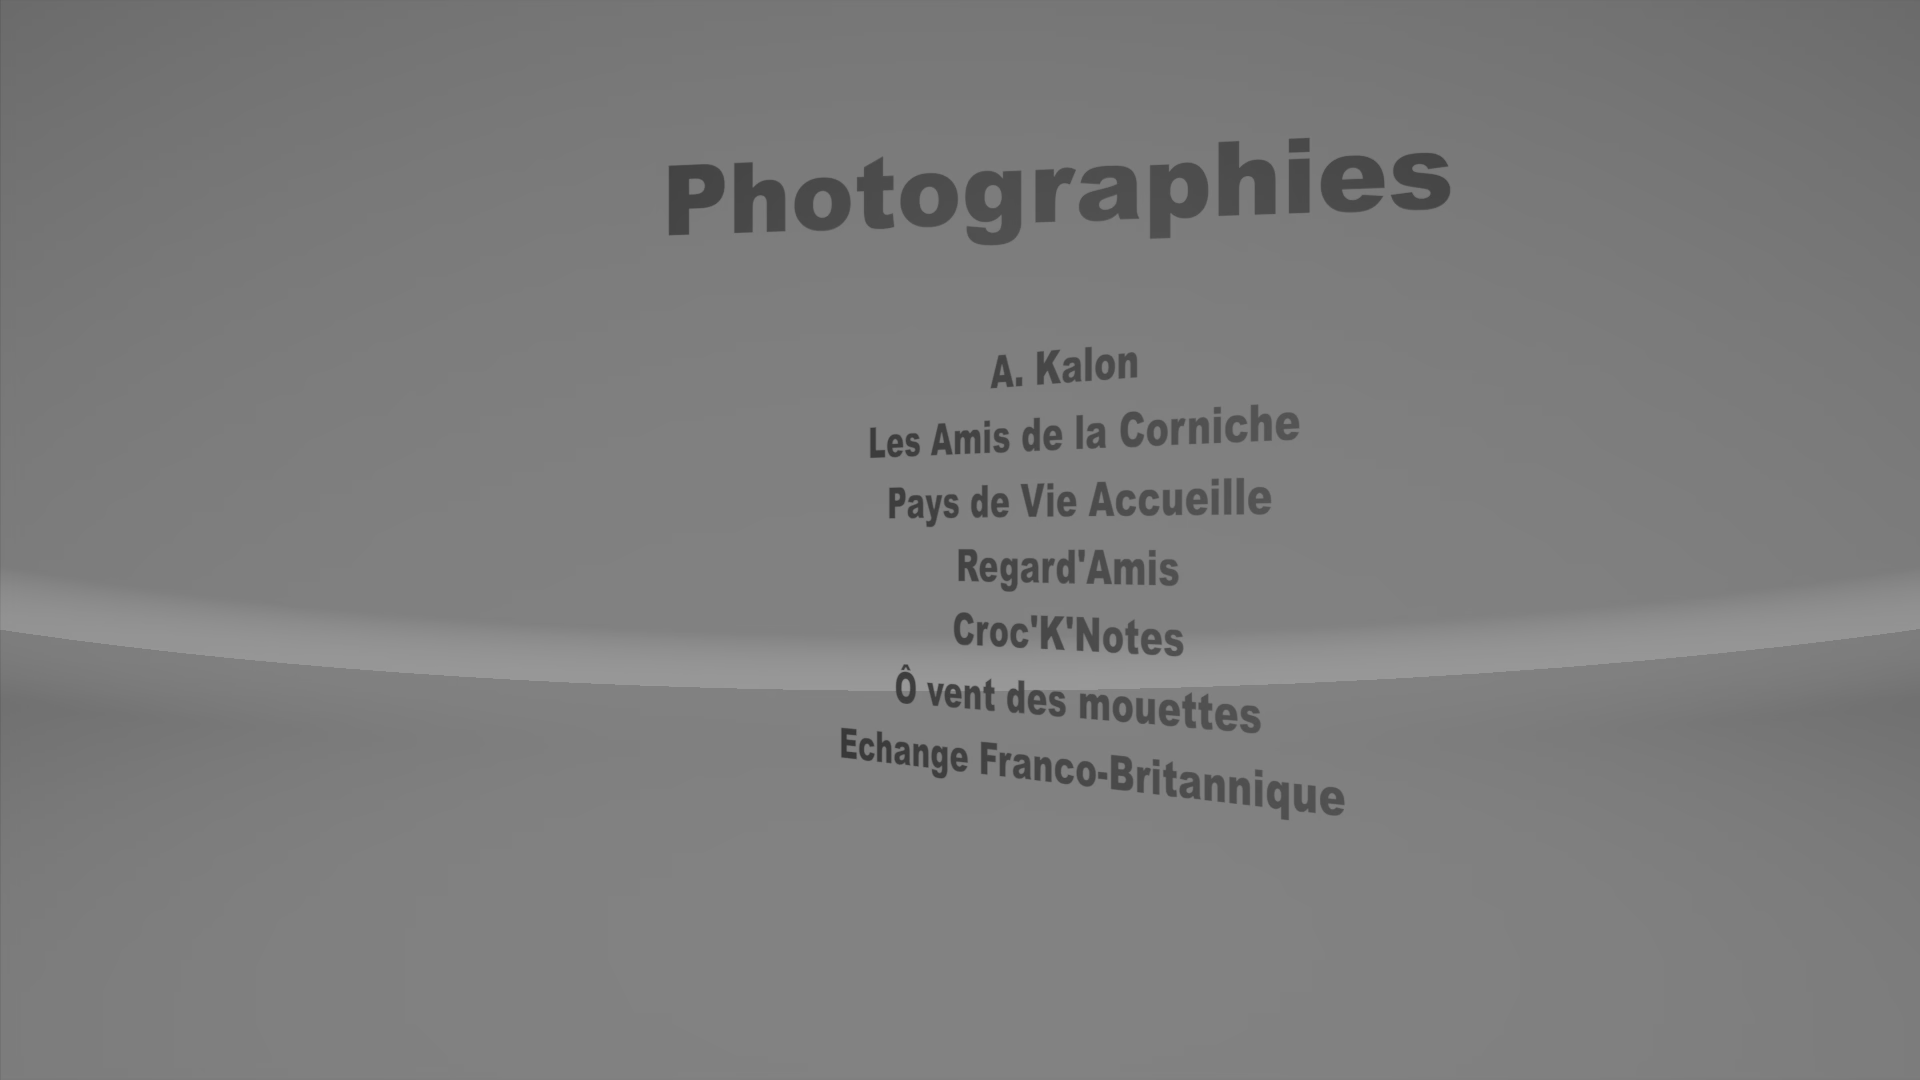 Photographies
A. Kalon
Les Amis de la Corniche
Pays de Vie Accueille
Regard'Amis
Croc'K'Notes
Ô vent des mouettes
Echange Franco-Britannique